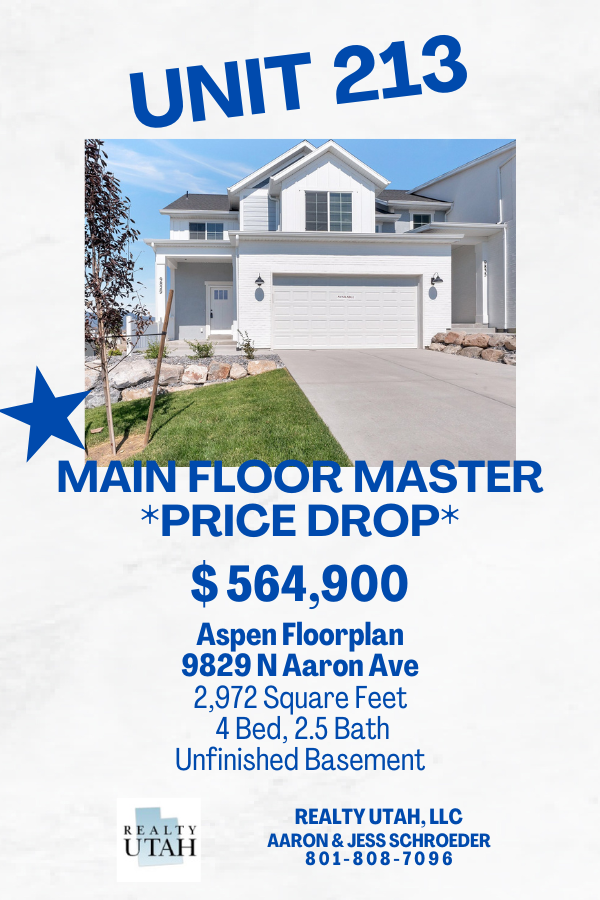 UNIT 213
MAIN FLOOR MASTER
*PRICE DROP*
$ 564,900
Aspen Floorplan
9829 N Aaron Ave
2,972 Square Feet
4 Bed, 2.5 Bath
Unfinished Basement
REALTY
UTAH
REALTY UTAH, LLC
AARON & JESS SCHROEDER
801-808-7096